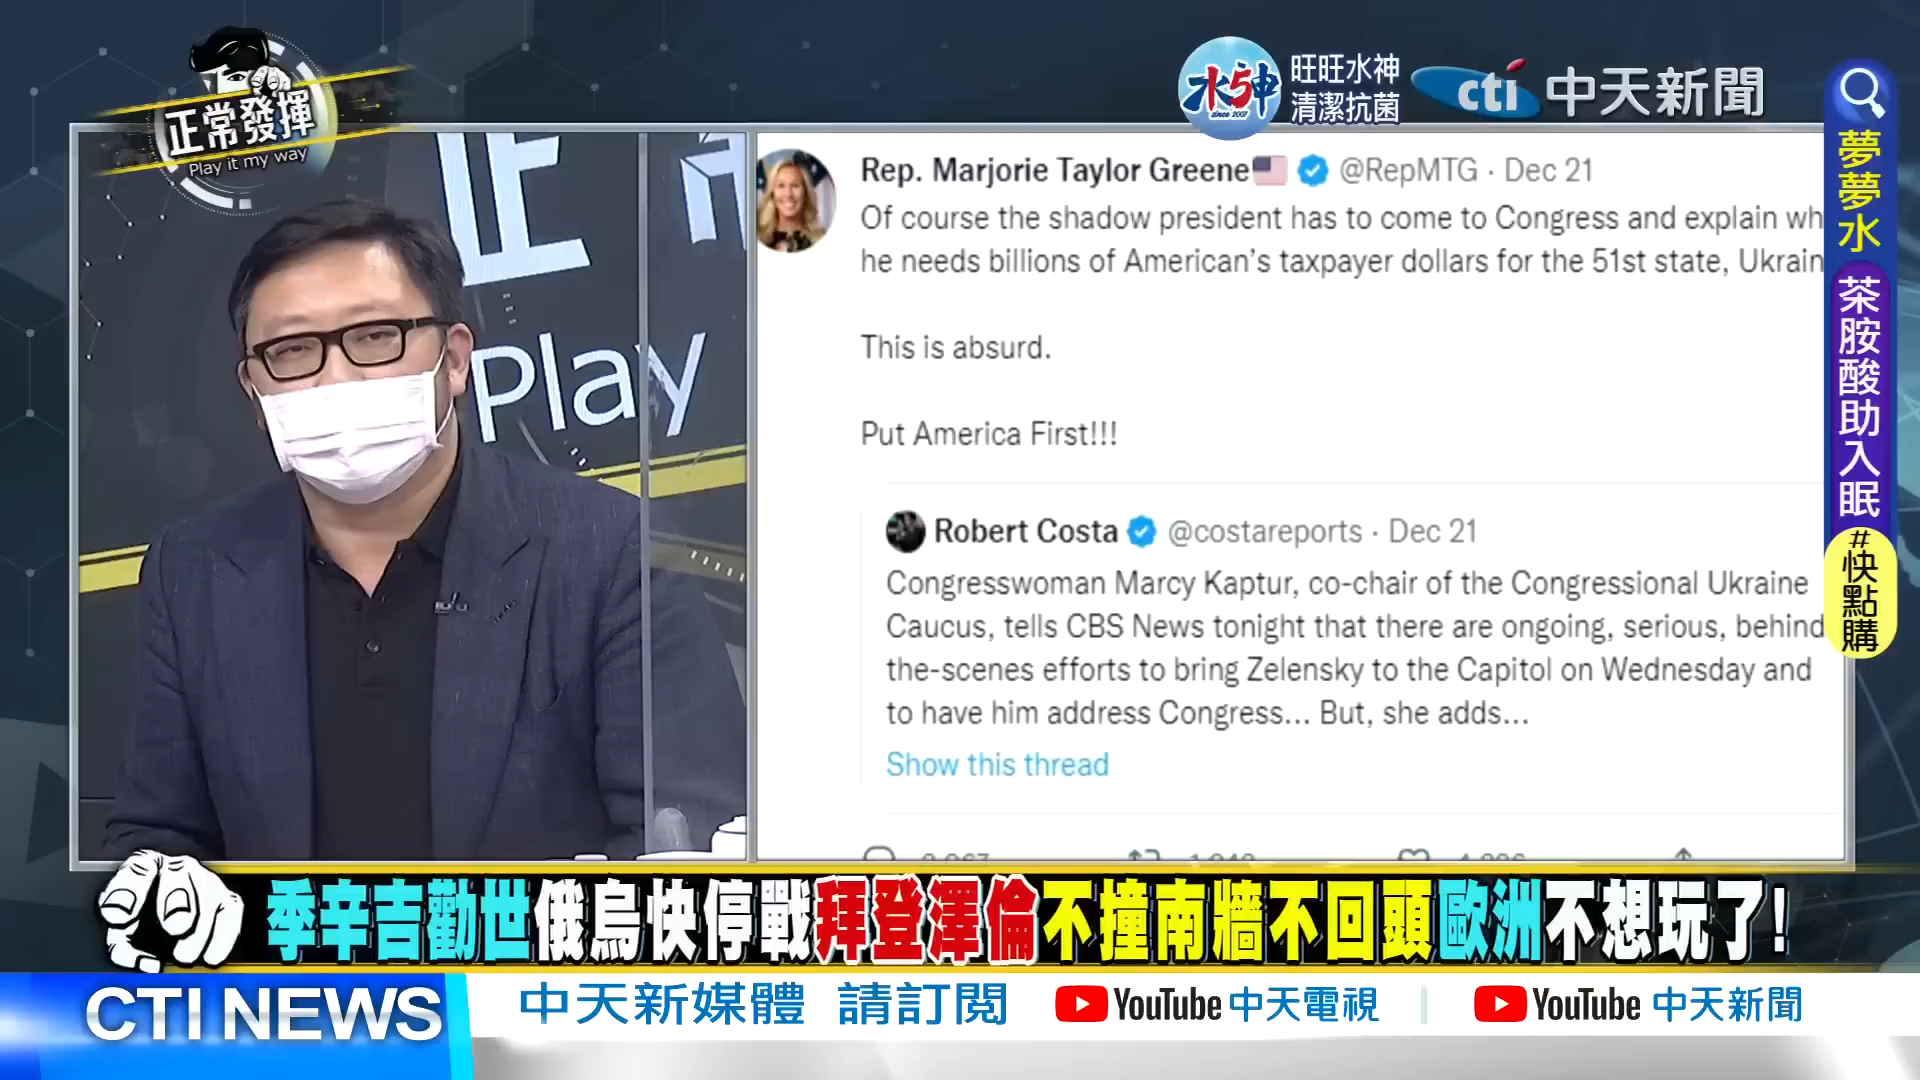 正常發揮
Play it my way
水神
since 2007
旺旺水神
清潔抗菌
cti 中天新聞
夢夢水
茶胺酸助入眠
#快點購
Play
Rep. Marjorie Taylor Greene @RepMTG · Dec 21
Of course the shadow president has to come to Congress and explain wh
he needs billions of American's taxpayer dollars for the 51st state, Ukrain
This is absurd.
Put America First!!!
Robert Costa @costareports · Dec 21
Congresswoman Marcy Kaptur, co-chair of the Congressional Ukraine
Caucus, tells CBS News tonight that there are ongoing, serious, behind
the-scenes efforts to bring Zelensky to the Capitol on Wednesday and
to have him address Congress... But, she adds...
Show this thread
季辛吉勸世俄烏快停戰拜登澤倫不撞南牆不回頭歐洲不想玩了!
CTI NEWS
中天新媒體 請訂閱 YouTube 中天電視 | YouTube 中天新聞